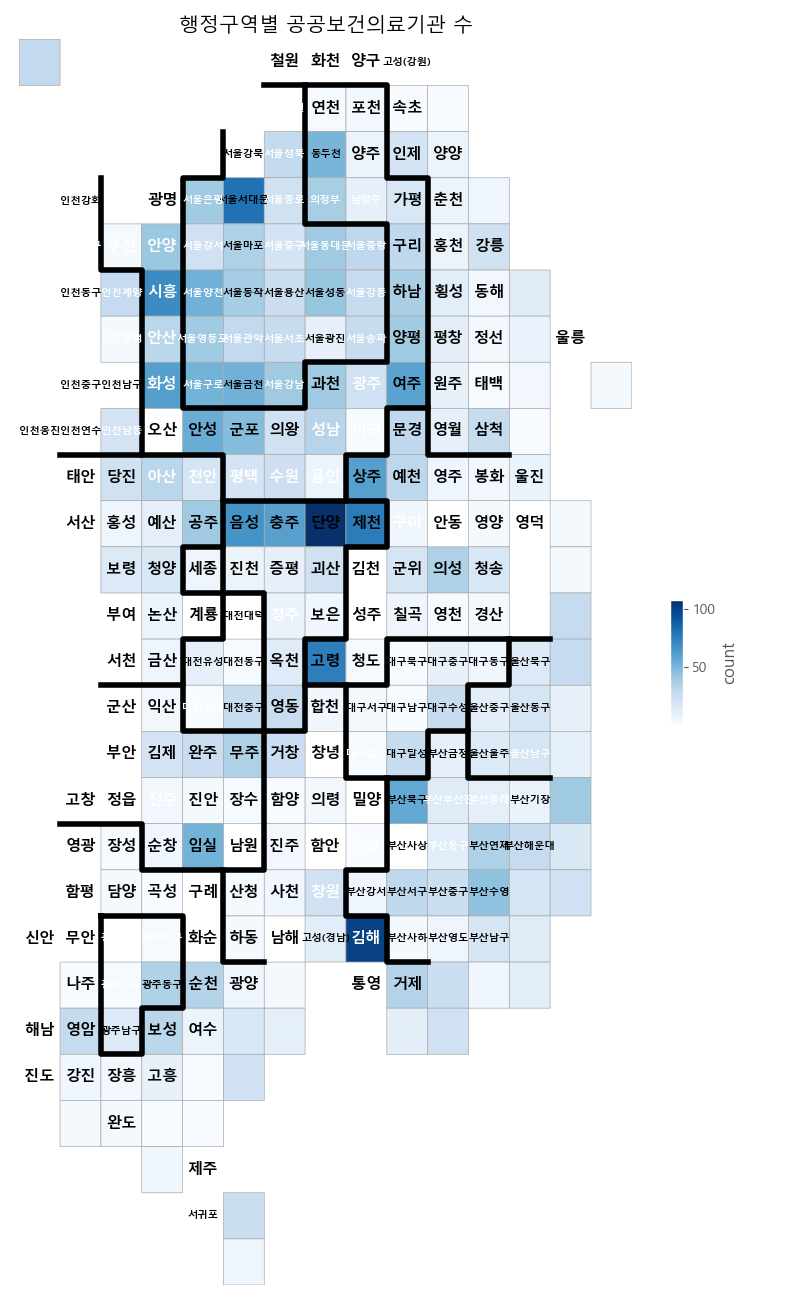 행정구역별 공공보건의료기관 수
철원 화천 양구 고성(강원)
연천 포천 속초
서울강북 서울성북 동두천 양주 인제 양양
인천강화 광명 서울은평 서울서대문 서울종로 의정부 남양주 가평 춘천
부천 안양 서울강서 서울마포 서울중구 서울동대문 서울중랑 구리 홍천 강릉
인천동구 인천계양 시흥 서울양천 서울동작 서울용산 서울성동 서울강동 하남 횡성 동해
안산 서울영등포 서울관악 서울서초 서울광진 서울송파 양평 평창 정선 울릉
인천중구 인천남구 화성 서울구로 서울금천 서울강남 과천 광주 여주 원주 태백
인천옹진 인천연수 인천남동 오산 안성 군포 의왕 성남 이천 문경 영월 삼척
태안 당진 아산 천안 평택 수원 용인 상주 예천 영주 봉화 울진
서산 홍성 예산 공주 음성 충주 단양 제천 구미 안동 영양 영덕
보령 청양 세종 진천 증평 괴산 김천 군위 의성 청송
부여 논산 계룡 대전대덕 청주 보은 성주 칠곡 영천 경산
서천 금산 대전유성 대전동구 옥천 고령 청도 대구북구 대구중구 대구동구 울산북구
군산 익산 대전중구 영동 합천 대구서구 대구남구 대구수성 울산중구 울산동구
부안 김제 완주 무주 거창 창녕 대구달성 부산금정 울산울주 울산남구
고창 정읍 전주 진안 장수 함양 의령 밀양 부산북구 부산부산진 부산동래 부산기장
영광 장성 순창 임실 남원 진주 함안 양산 부산사상 부산동구 부산연제 부산해운대
함평 담양 곡성 구례 산청 사천 창원 부산강서 부산서구 부산중구 부산수영
신안 무안 화순 하동 남해 고성(경남) 김해 부산사하 부산영도 부산남구
나주 광주동구 순천 광양 통영 거제
해남 영암 광주남구 보성 여수
진도 강진 장흥 고흥
완도
제주
서귀포
100
50
count